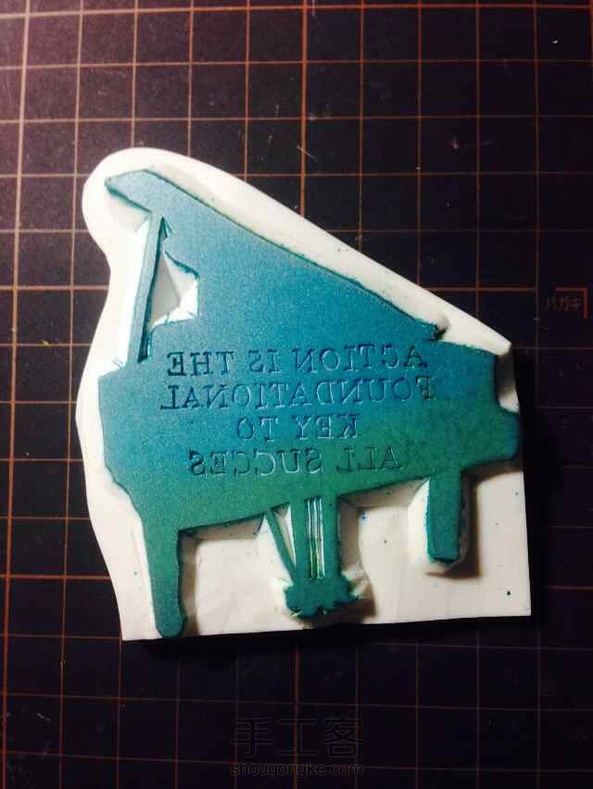 ACTION IS THE
FOUNDATIONAL
KEY TO
ALL SUCCES
手工客
shougongke.com